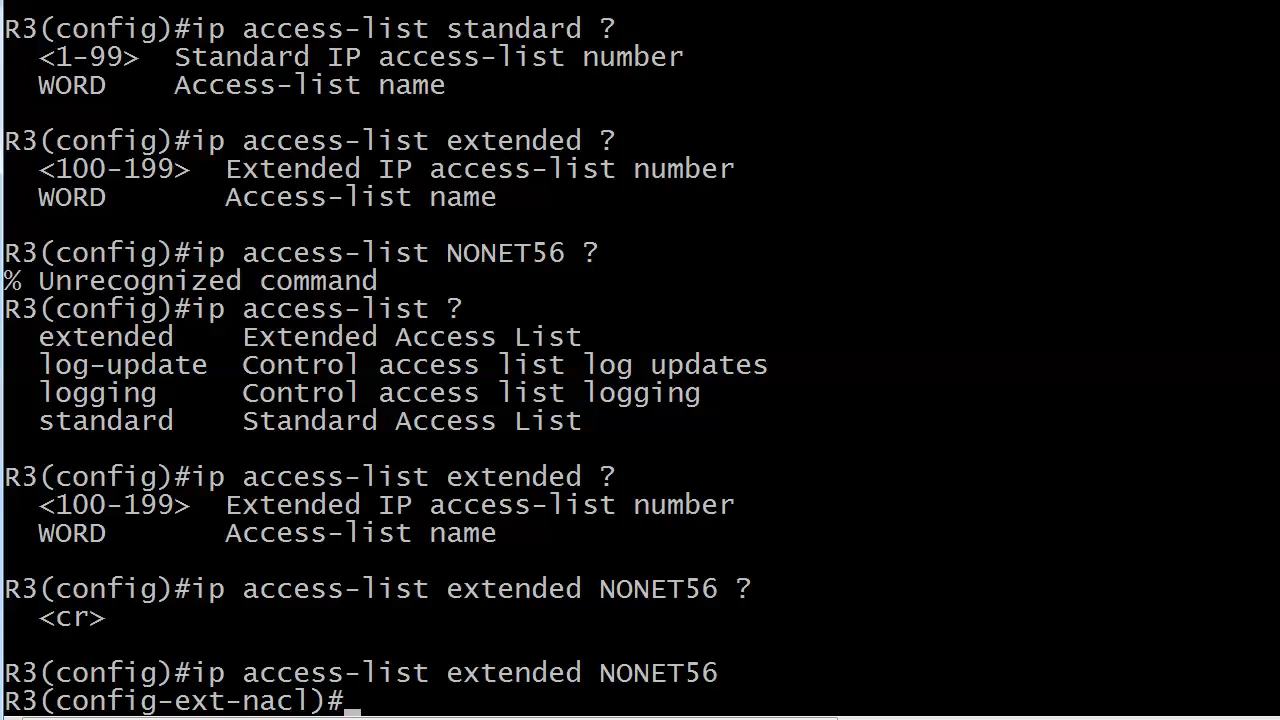 R3(config)#ip access-list standard ?
  <1-99>  Standard IP access-list number
  WORD    Access-list name
R3(config)#ip access-list extended ?
  <100-199>  Extended IP access-list number
  WORD       Access-list name
R3(config)#ip access-list NONET56 ?
% Unrecognized command
R3(config)#ip access-list ?
  extended    Extended Access List
  log-update  Control access list log updates
  logging     Control access list logging
  standard    Standard Access List
R3(config)#ip access-list extended ?
  <100-199>  Extended IP access-list number
  WORD       Access-list name
R3(config)#ip access-list extended NONET56 ?
  <cr>
R3(config)#ip access-list extended NONET56
R3(config-ext-nacl)#